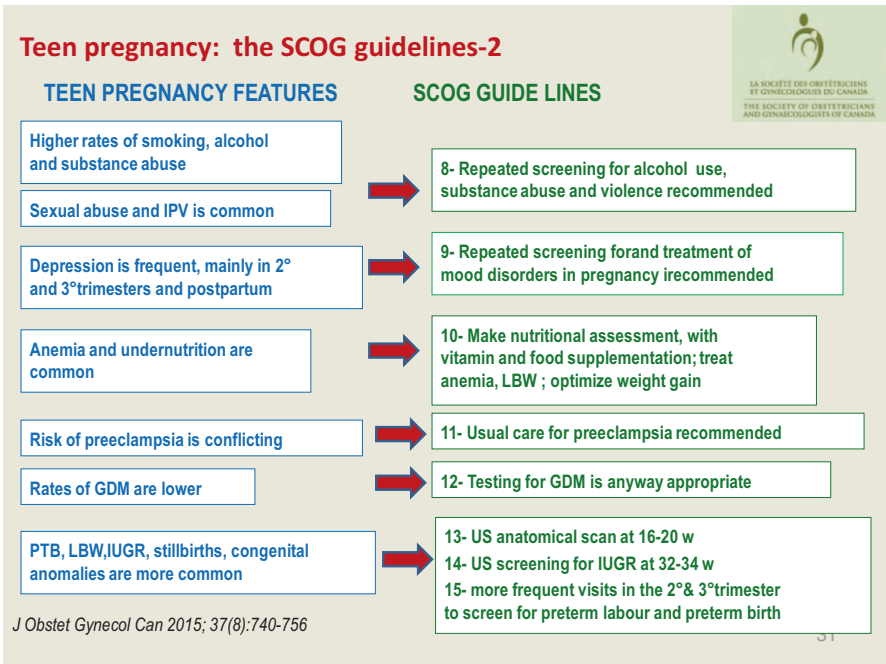 Teen pregnancy: the SCOG guidelines-2
LA SOCIÉTÉ DES OBSTÉTRICIENS
ET GYNÉCOLOGUES DU CANADA
THE SOCIETY OF OBSTETRICIANS
AND GYNAECOLOGISTS OF CANADA
TEEN PREGNANCY FEATURES
SCOG GUIDE LINES
Higher rates of smoking, alcohol
and substance abuse
Sexual abuse and IPV is common
8- Repeated screening for alcohol use,
substance abuse and violence recommended
Depression is frequent, mainly in 2°
and 3°trimesters and postpartum
9- Repeated screening forand treatment of
mood disorders in pregnancy irecommended
Anemia and undernutrition are
common
10- Make nutritional assessment, with
vitamin and food supplementation; treat
anemia, LBW ; optimize weight gain
Risk of preeclampsia is conflicting
11- Usual care for preeclampsia recommended
Rates of GDM are lower
12- Testing for GDM is anyway appropriate
PTB, LBW,IUGR, stillbirths, congenital
anomalies are more common
13- US anatomical scan at 16-20 w
14- US screening for IUGR at 32-34 w
15- more frequent visits in the 2°& 3°trimester
to screen for preterm labour and preterm birth
J Obstet Gynecol Can 2015; 37(8):740-756
31